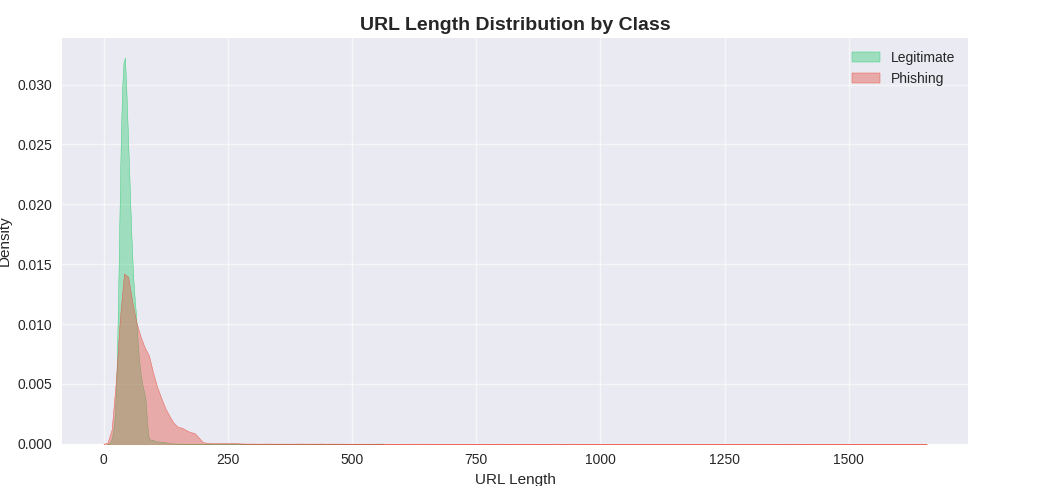 URL Length Distribution by Class
Legitimate
Phishing
0.030
0.025
0.020
0.015
0.010
0.005
0.000
Density
0 250 500 750 1000 1250 1500
URL Length